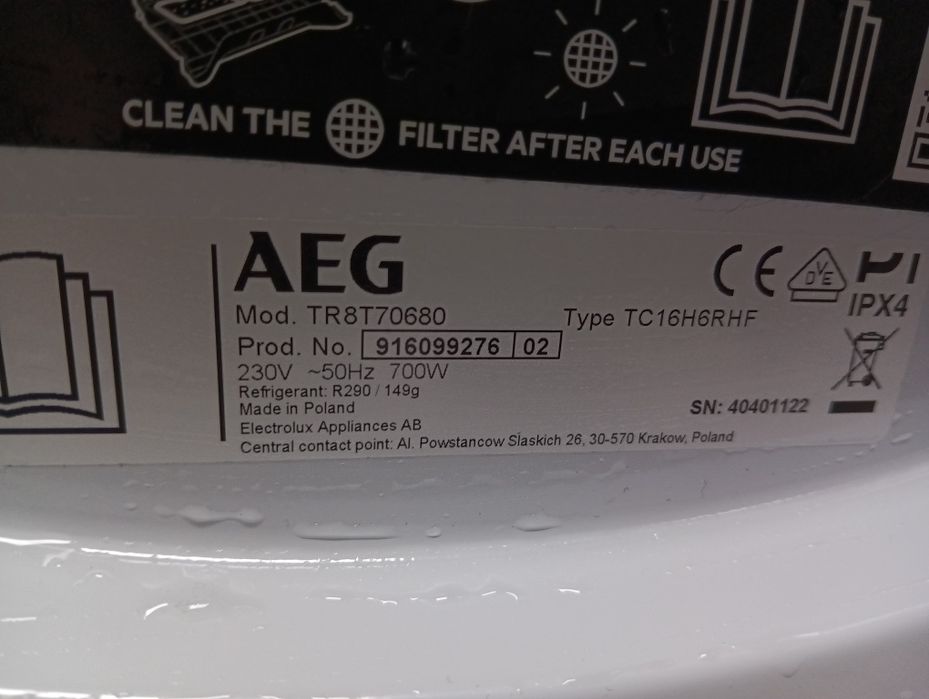 CLEAN THE FILTER AFTER EACH USE
AEG
CE
DVE
IPX4
Mod. TR8T70680
Type TC16H6RHF
Prod. No. 916099276 02
230V ~50Hz 700W
Refrigerant: R290 / 149g
Made in Poland
SN: 40401122
Electrolux Appliances AB
Central contact point: Al. Powstancow Slaskich 26, 30-570 Krakow, Poland